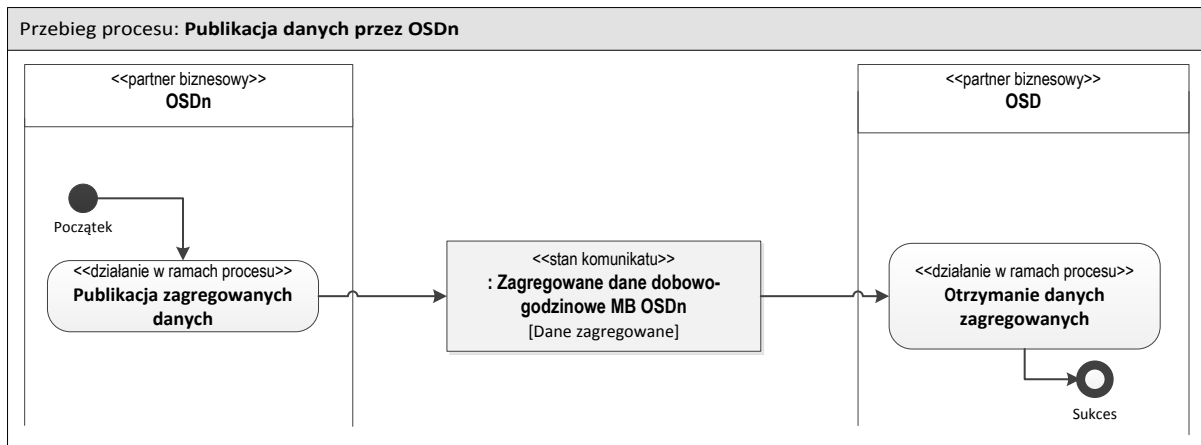 Przebieg procesu: Publikacja danych przez OSDn
<<partner biznesowy>>
OSDn
<<partner biznesowy>>
OSD
Początek
<<działanie w ramach procesu>>
Publikacja zagregowanych
danych
<<stan komunikatu>>
: Zagregowane dane dobowo-
godzinowe MB OSDn
[Dane zagregowane]
<<działanie w ramach procesu>>
Otrzymanie danych
zagregowanych
Sukces